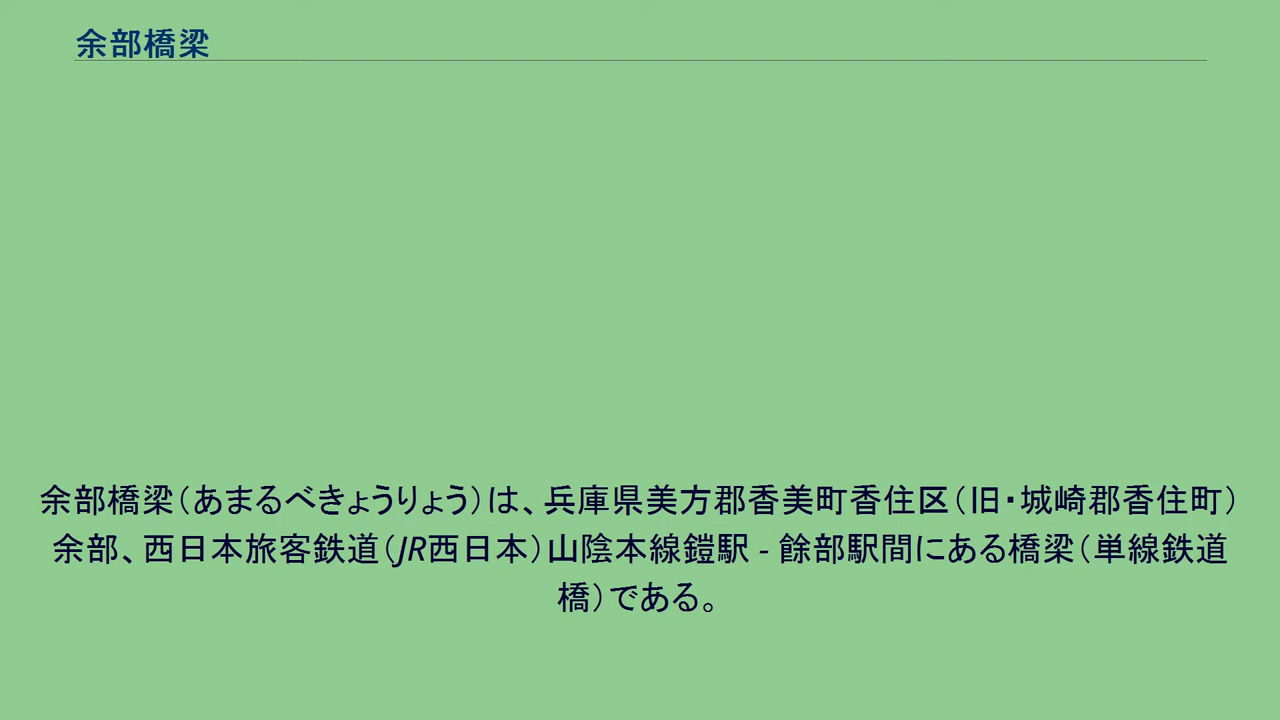 余部橋梁
余部橋梁（あまるべきょうりょう）は、兵庫県美方郡香美町香住区（旧・城崎郡香住町）
余部、西日本旅客鉄道（JR西日本）山陰本線鎧駅 - 餘部駅間にある橋梁（単線鉄道
橋）である。